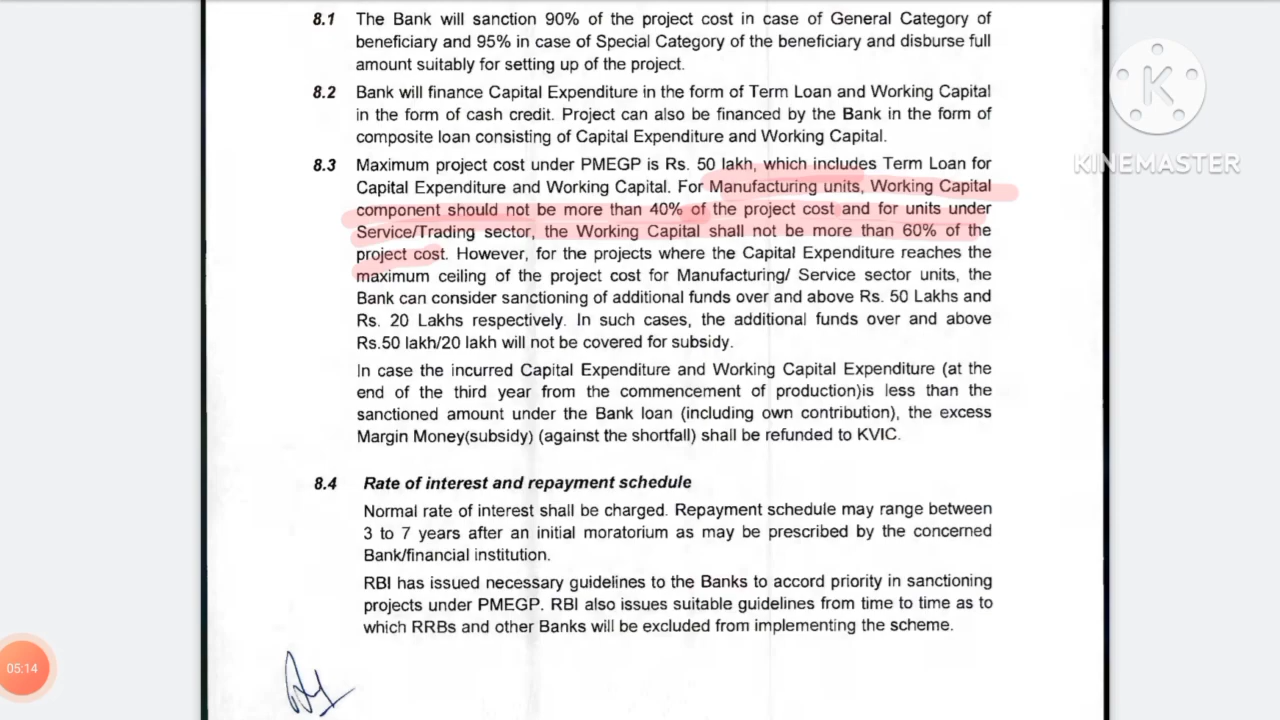 8.1 The Bank will sanction 90% of the project cost in case of General Category of
beneficiary and 95% in case of Special Category of the beneficiary and disburse full
amount suitably for setting up of the project.
8.2 Bank will finance Capital Expenditure in the form of Term Loan and Working Capital
in the form of cash credit. Project can also be financed by the Bank in the form of
composite loan consisting of Capital Expenditure and Working Capital.
8.3 Maximum project cost under PMEGP is Rs. 50 lakh, which includes Term Loan for
Capital Expenditure and Working Capital. For Manufacturing units, Working Capital
component should not be more than 40% of the project cost and for units under
Service/Trading sector, the Working Capital shall not be more than 60% of the
project cost. However, for the projects where the Capital Expenditure reaches the
maximum ceiling of the project cost for Manufacturing/ Service sector units, the
Bank can consider sanctioning of additional funds over and above Rs. 50 Lakhs and
Rs. 20 Lakhs respectively. In such cases, the additional funds over and above
Rs.50 lakh/20 lakh will not be covered for subsidy.
In case the incurred Capital Expenditure and Working Capital Expenditure (at the
end of the third year from the commencement of production)is less than the
sanctioned amount under the Bank loan (including own contribution), the excess
Margin Money(subsidy) (against the shortfall) shall be refunded to KVIC.
8.4 Rate of interest and repayment schedule
Normal rate of interest shall be charged. Repayment schedule may range between
3 to 7 years after an initial moratorium as may be prescribed by the concerned
Bank/financial institution.
RBI has issued necessary guidelines to the Banks to accord priority in sanctioning
projects under PMEGP. RBI also issues suitable guidelines from time to time as to
which RRBs and other Banks will be excluded from implementing the scheme.
K
KINEMASTER
05:14